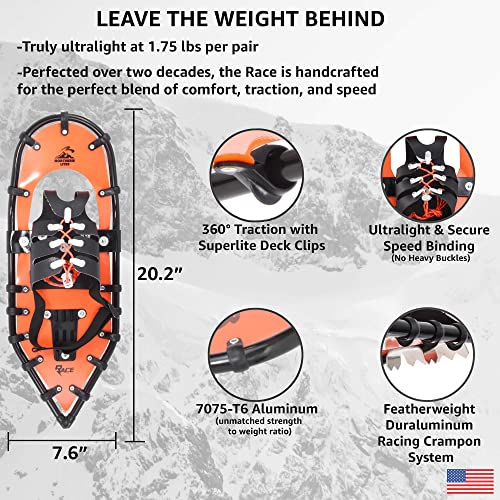 LEAVE THE WEIGHT BEHIND
-Truly ultralight at 1.75 lbs per pair
-Perfected over two decades, the Race is handcrafted
for the perfect blend of comfort, traction, and speed
NORTHERN
LITES
360° Traction with
Superlite Deck Clips
Ultralight & Secure
Speed Binding
(No Heavy Buckles)
20.2”
RACE
7.6”
7075-T6 Aluminum
(unmatched strength
to weight ratio)
Featherweight
Duraluminum
Racing Crampon
System